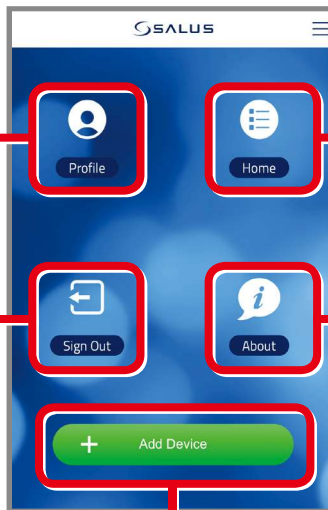 SALUS
Profile
Home
Sign Out
About
+ Add Device